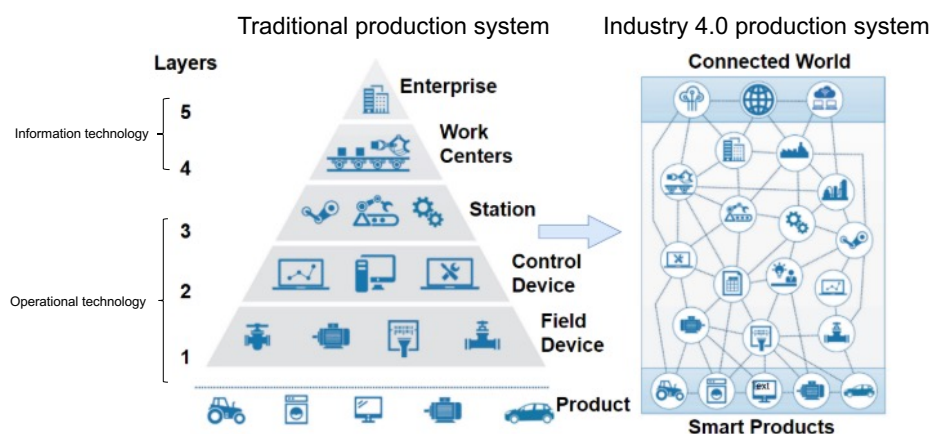 Traditional production system
Industry 4.0 production system
Layers
Connected World
Enterprise
5
Information technology
Work
Centers
4
Station
3
Control
Device
2
Operational technology
Field
Device
1
Product
ext
Smart Products